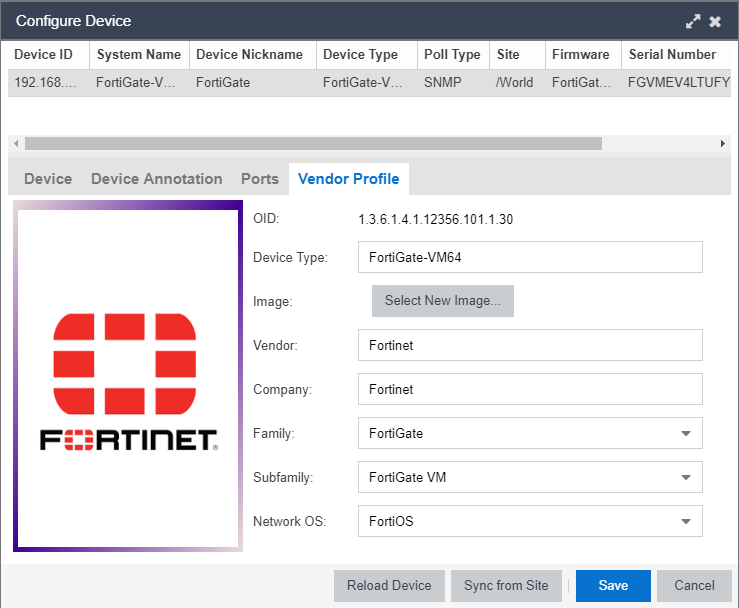 Configure Device
Device ID System Name Device Nickname Device Type Poll Type Site Firmware Serial Number
192.168.... FortiGate-V... FortiGate FortiGate-V... SNMP /World FortiGat... FGVMEV4LTUFY
Device Device Annotation Ports Vendor Profile
OID: 1.3.6.1.4.1.12356.101.1.30
Device Type: FortiGate-VM64
Image: Select New Image...
Vendor: Fortinet
Company: Fortinet
Family: FortiGate
FORTINET®
Subfamily: FortiGate VM
Network OS: FortiOS
Reload Device Sync from Site Save Cancel